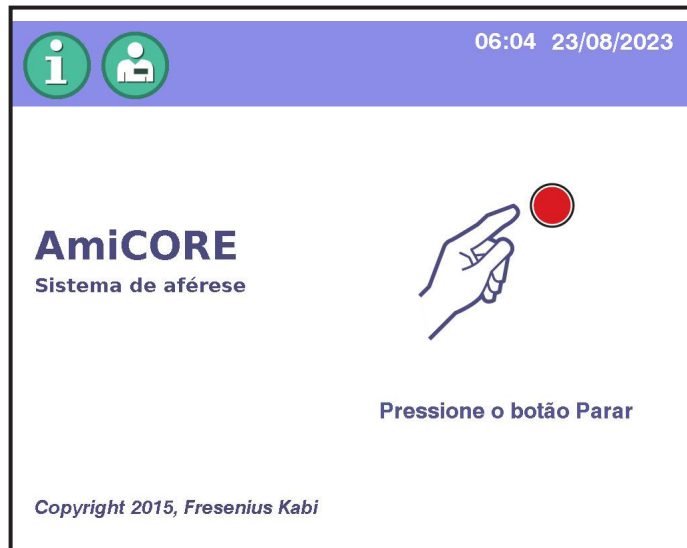 06:04 23/08/2023
AmiCORE
Sistema de aférese
Pressione o botão Parar
Copyright 2015, Fresenius Kabi